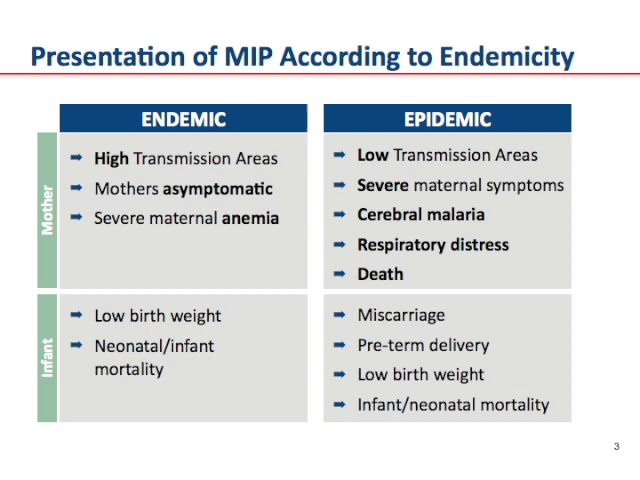 Presentation of MIP According to Endemicity
ENDEMIC
EPIDEMIC
Mother
➡ High Transmission Areas
➡ Mothers asymptomatic
➡ Severe maternal anemia
➡ Low Transmission Areas
➡ Severe maternal symptoms
➡ Cerebral malaria
➡ Respiratory distress
➡ Death
Infant
➡ Low birth weight
➡ Neonatal/infant
mortality
➡ Miscarriage
➡ Pre-term delivery
➡ Low birth weight
➡ Infant/neonatal mortality
3